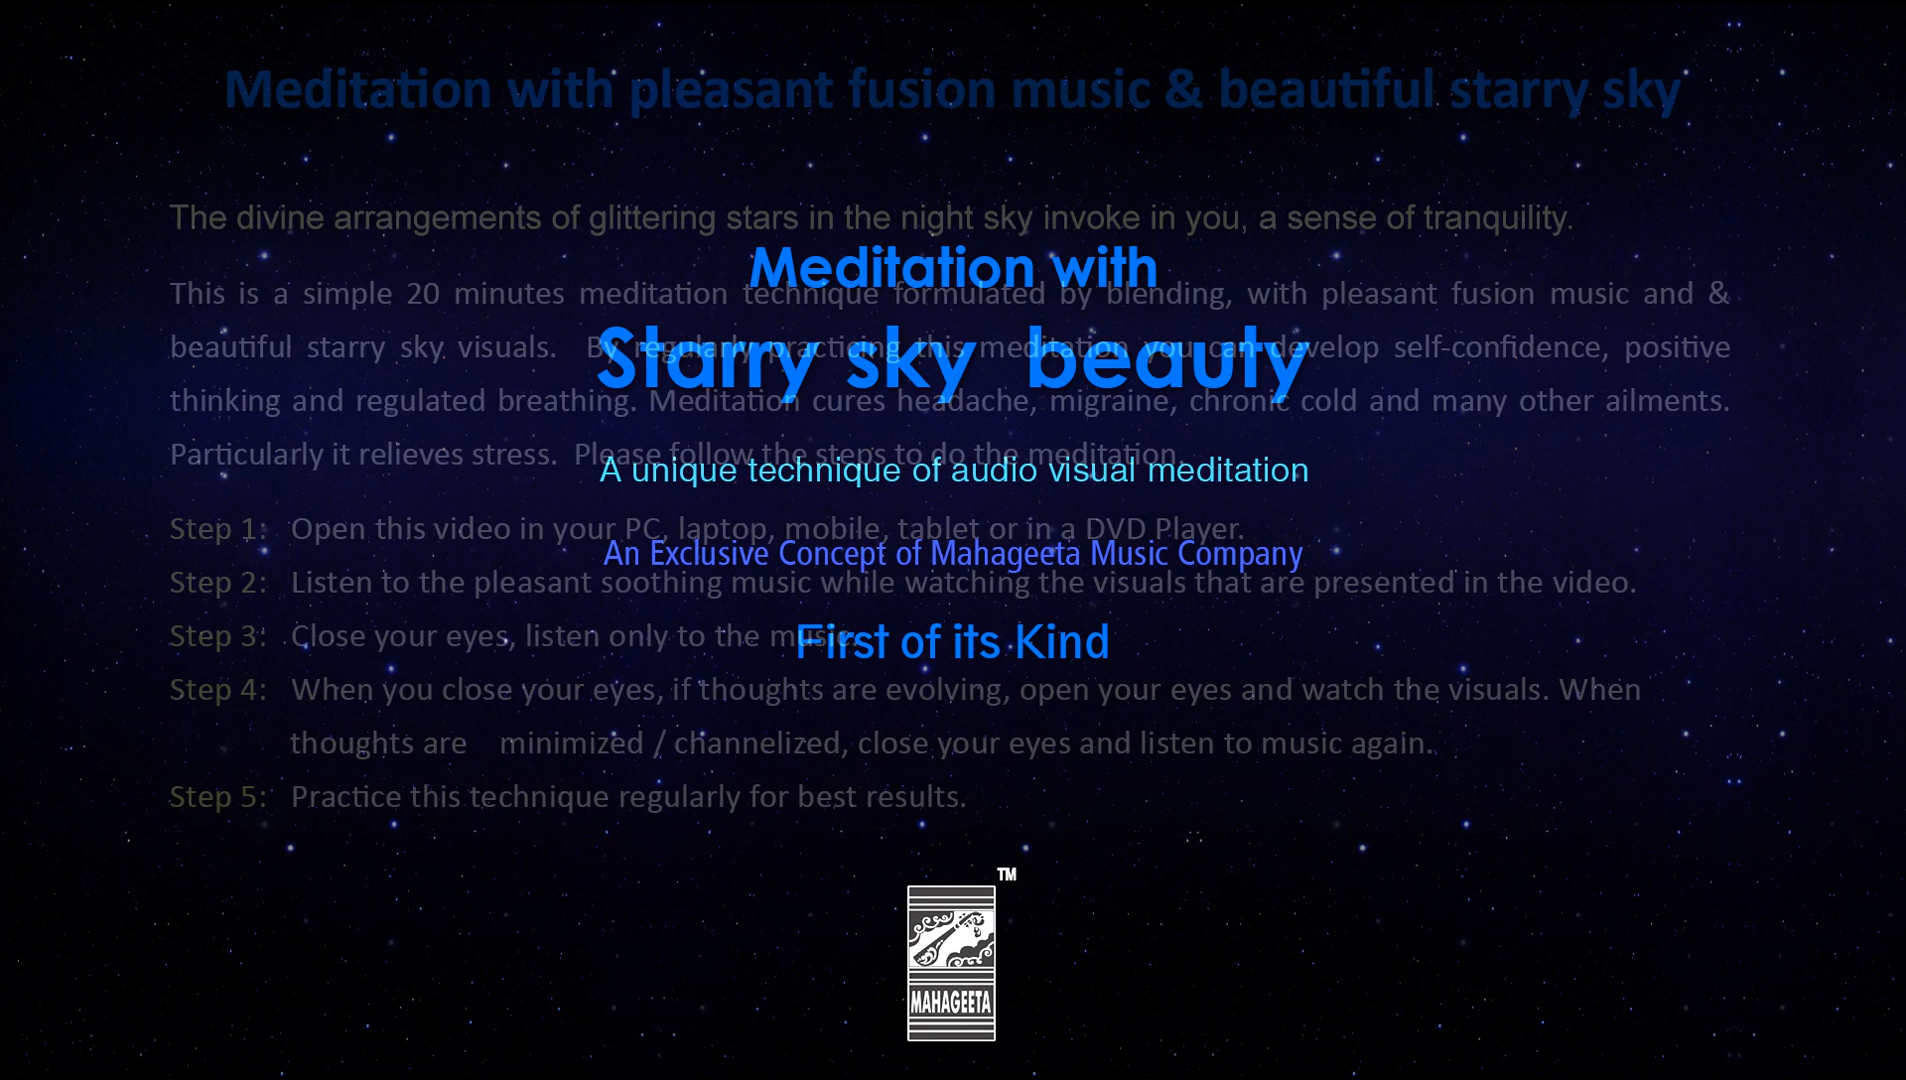 Meditation with pleasant fusion music & beautiful starry sky
The divine arrangements of glittering stars in the night sky invoke in you, a sense of tranquility.
Meditation with
This is a simple 20 minutes meditation technique formulated by blending, with pleasant fusion music and &
Starry sky beauty
beautiful starry sky visuals. By regularly practicing this meditation you can develop self-confidence, positive
thinking and regulated breathing. Meditation cures headache, migraine, chronic cold and many other ailments.
Particularly it relieves stress. Please follow the steps to do the meditation.
A unique technique of audio visual meditation
Step 1: Open this video in your PC, laptop, mobile, tablet or in a DVD Player.
An Exclusive Concept of Mahageeta Music Company
Step 2: Listen to the pleasant soothing music while watching the visuals that are presented in the video.
Step 3: Close your eyes, listen only to the music.
First of its Kind
Step 4: When you close your eyes, if thoughts are evolving, open your eyes and watch the visuals. When
thoughts are minimized / channelized, close your eyes and listen to music again.
Step 5: Practice this technique regularly for best results.
TM
MAHAGEETA